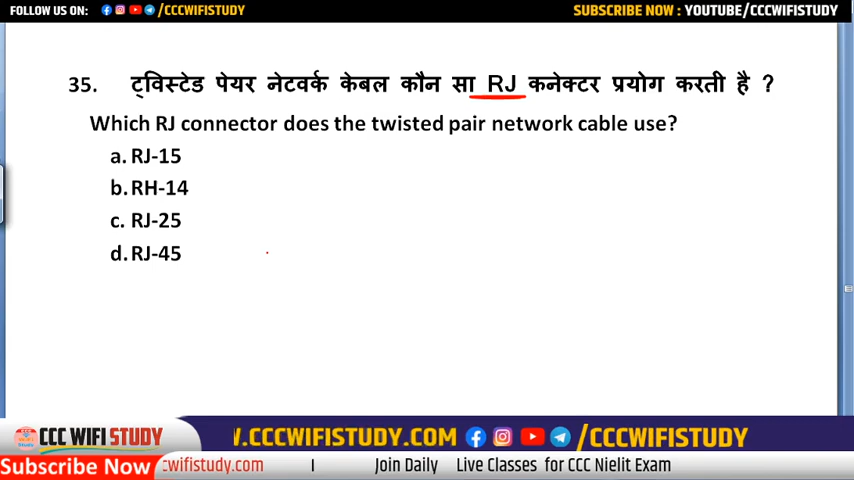 FOLLOW US ON: /CCCWIFISTUDY SUBSCRIBE NOW : YOUTUBE/CCCWIFISTUDY
35. ट्विस्टेड पेयर नेटवर्क केबल कौन सा RJ कनेक्टर प्रयोग करती है ?
Which RJ connector does the twisted pair network cable use?
a. RJ-15
b. RH-14
c. RJ-25
d. RJ-45
CCC WIFI STUDY W.CCCWIFISTUDY.COM /CCCWIFISTUDY
Subscribe Now cwifistudy.com I Join Daily Live Classes for CCC Nielit Exam